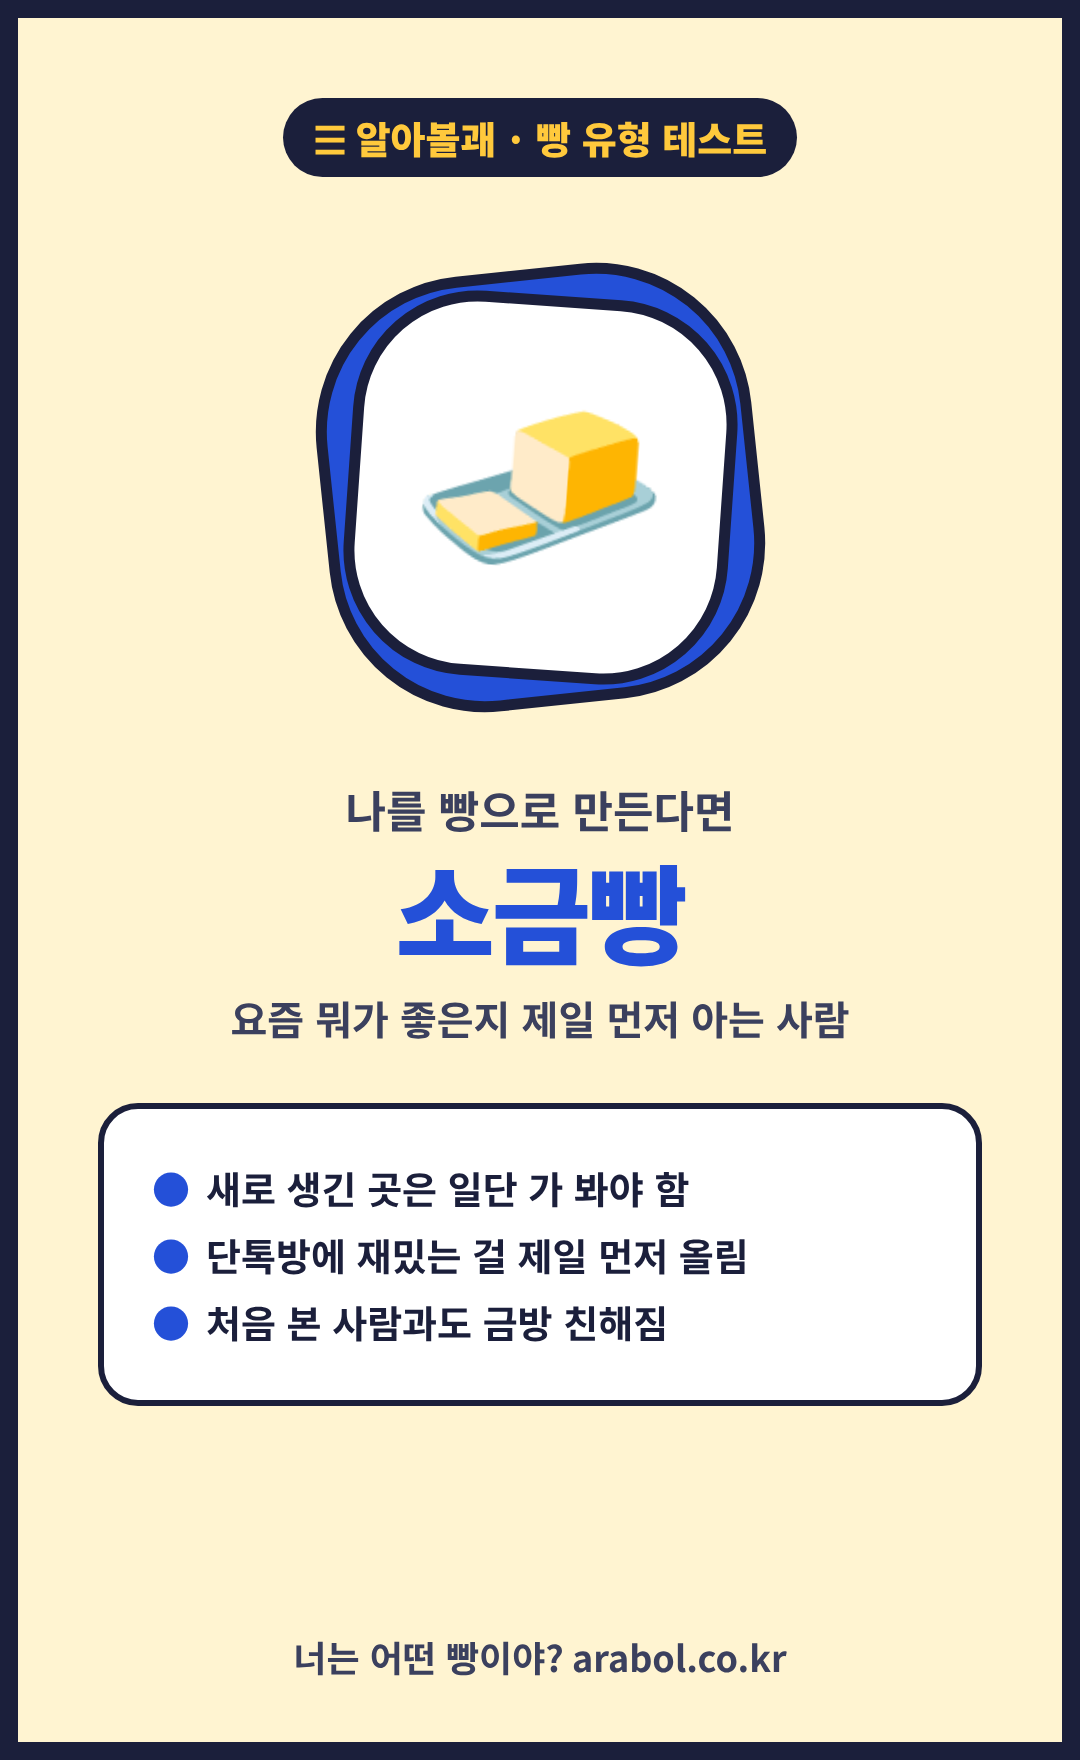 ☰ 알아볼괘 · 빵 유형 테스트
나를 빵으로 만든다면
소금빵
요즘 뭐가 좋은지 제일 먼저 아는 사람
새로 생긴 곳은 일단 가 봐야 함
단톡방에 재밌는 걸 제일 먼저 올림
처음 본 사람과도 금방 친해짐
너는 어떤 빵이야? arabol.co.kr